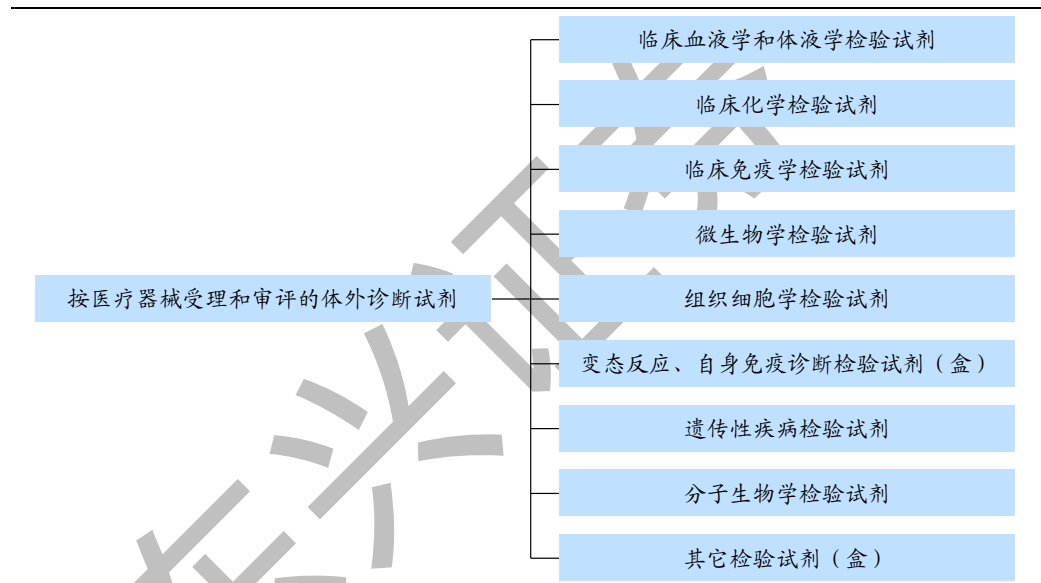 临床血液学和体液学检验试剂
临床化学检验试剂
临床免疫学检验试剂
微生物学检验试剂
按医疗器械受理和审评的体外诊断试剂
组织细胞学检验试剂
变态反应、自身免疫诊断检验试剂（盒）
遗传性疾病检验试剂
分子生物学检验试剂
其它检验试剂（盒）
东兴证券